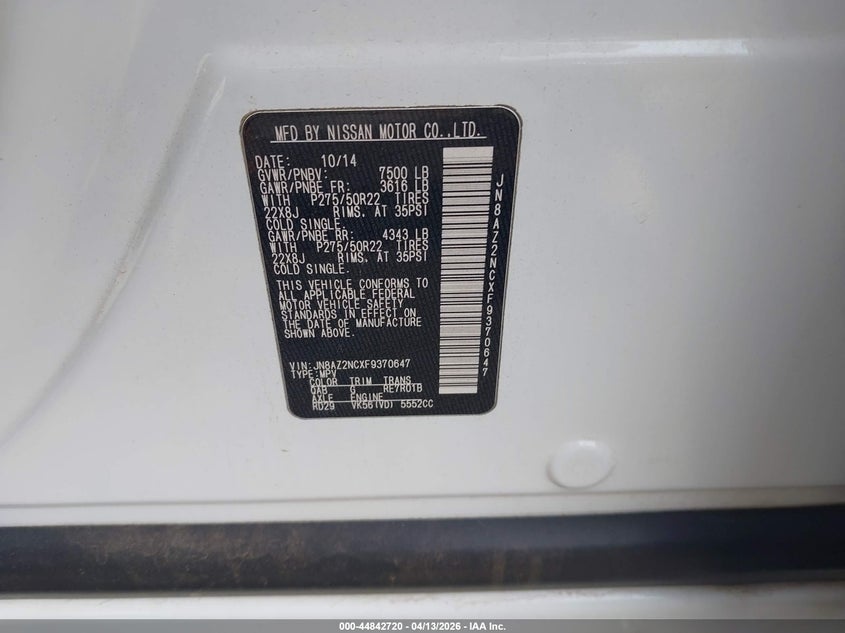 MFD BY NISSAN MOTOR CO.,LTD.
DATE: 10/14
GVWR/PNBV: 7500 LB
GAWR/PNBE FR: 3616 LB
WITH P275/50R22 TIRES
22X8J RIMS, AT 35PSI
COLD SINGLE.
GAWR/PNBE RR: 4343 LB
WITH P275/50R22 TIRES
22X8J RIMS, AT 35PSI
COLD SINGLE.
THIS VEHICLE CONFORMS TO
ALL APPLICABLE FEDERAL
MOTOR VEHICLE SAFETY
STANDARDS IN EFFECT ON
THE DATE OF MANUFACTURE
SHOWN ABOVE.
VIN: JN8AZ2NCXF9370647
TYPE: MPV
COLOR TRIM TRANS
QAB G RE7R01B
AXLE ENGINE
RD29 VK56(VD) 5552CC
JN8AZ2NCXF9370647
000-44842720 - 04/13/2026 - IAA Inc.